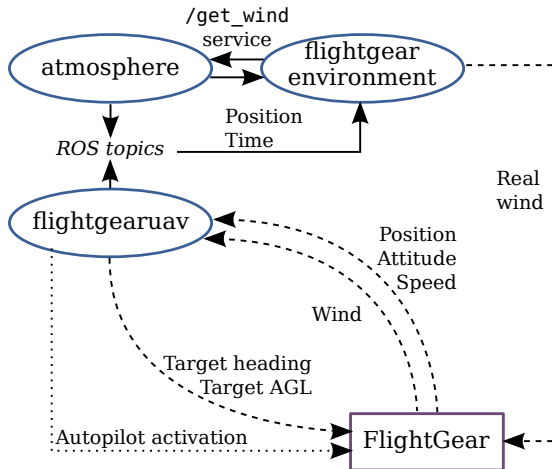 /get_wind
service
atmosphere
flightgear
environment
Position
Time
ROS topics
Real
wind
flightgearuav
Position
Attitude
Speed
Wind
Target heading
Target AGL
Autopilot activation
FlightGear